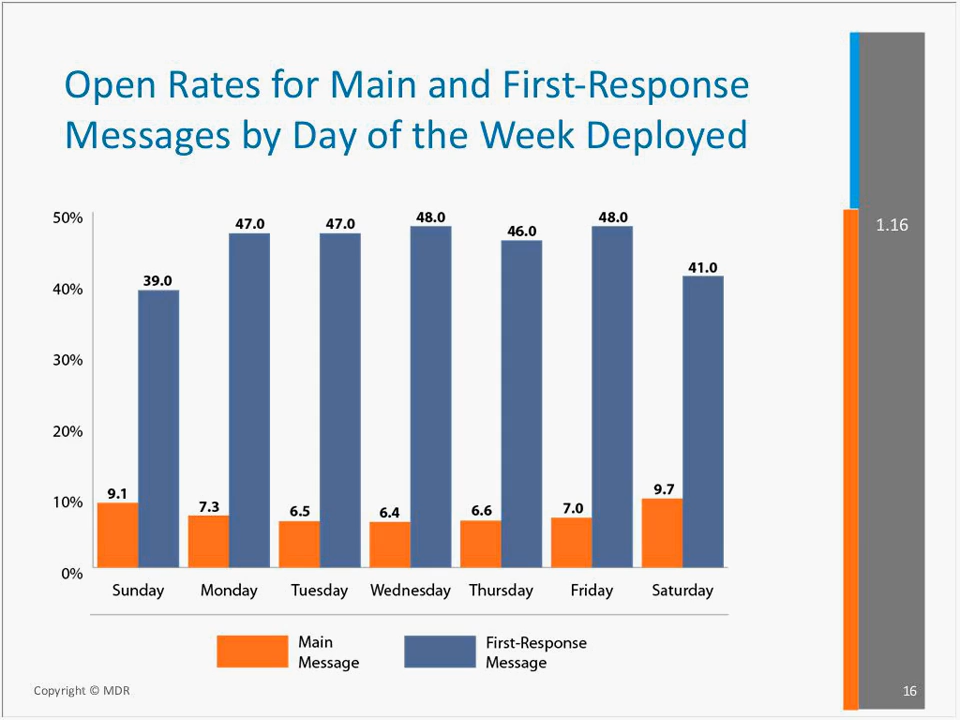 Open Rates for Main and First-Response
Messages by Day of the Week Deployed
1.16
50%
40%
30%
20%
10%
0%
9.1
39.0
7.3
47.0
6.5
47.0
6.4
48.0
6.6
46.0
7.0
48.0
9.7
41.0
Sunday Monday Tuesday Wednesday Thursday Friday Saturday
Main
Message
First-Response
Message
Copyright © MDR
16